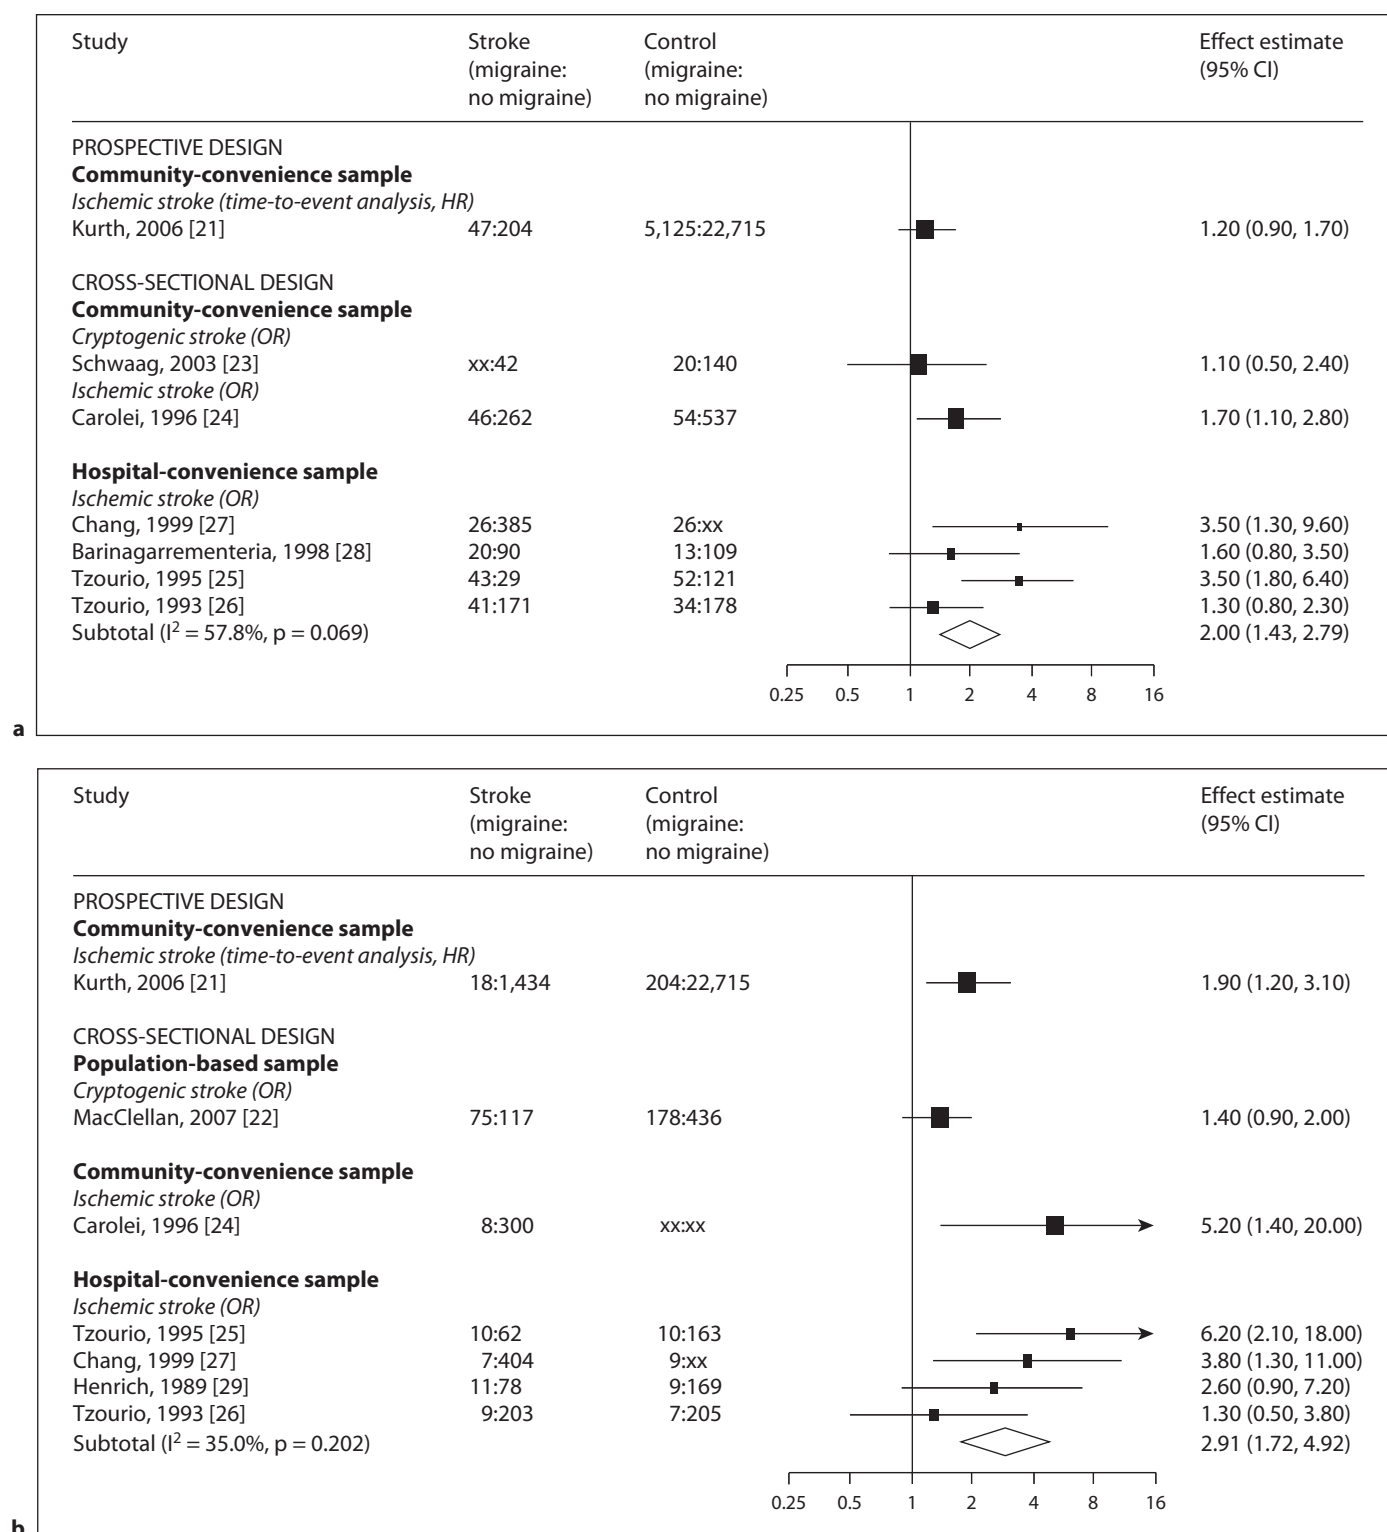 Study Stroke Control Effect estimate
(migraine: (migraine: (95% CI)
no migraine) no migraine)
PROSPECTIVE DESIGN
Community-convenience sample
Ischemic stroke (time-to-event analysis, HR)
Kurth, 2006 [21] 47:204 5,125:22,715 1.20 (0.90, 1.70)
CROSS-SECTIONAL DESIGN
Community-convenience sample
Cryptogenic stroke (OR)
Schwaag, 2003 [23] xx:42 20:140 1.10 (0.50, 2.40)
Ischemic stroke (OR)
Carolei, 1996 [24] 46:262 54:537 1.70 (1.10, 2.80)
Hospital-convenience sample
Ischemic stroke (OR)
Chang, 1999 [27] 26:385 26:xx 3.50 (1.30, 9.60)
Barinagarrementeria, 1998 [28] 20:90 13:109 1.60 (0.80, 3.50)
Tzourio, 1995 [25] 43:29 52:121 3.50 (1.80, 6.40)
Tzourio, 1993 [26] 41:171 34:178 1.30 (0.80, 2.30)
Subtotal (I² = 57.8%, p = 0.069) 2.00 (1.43, 2.79)
0.25 0.5 1 2 4 8 16
a
Study Stroke Control Effect estimate
(migraine: (migraine: (95% CI)
no migraine) no migraine)
PROSPECTIVE DESIGN
Community-convenience sample
Ischemic stroke (time-to-event analysis, HR)
Kurth, 2006 [21] 18:1,434 204:22,715 1.90 (1.20, 3.10)
CROSS-SECTIONAL DESIGN
Population-based sample
Cryptogenic stroke (OR)
MacClellan, 2007 [22] 75:117 178:436 1.40 (0.90, 2.00)
Community-convenience sample
Ischemic stroke (OR)
Carolei, 1996 [24] 8:300 xx:xx 5.20 (1.40, 20.00)
Hospital-convenience sample
Ischemic stroke (OR)
Tzourio, 1995 [25] 10:62 10:163 6.20 (2.10, 18.00)
Chang, 1999 [27] 7:404 9:xx 3.80 (1.30, 11.00)
Henrich, 1989 [29] 11:78 9:169 2.60 (0.90, 7.20)
Tzourio, 1993 [26] 9:203 7:205 1.30 (0.50, 3.80)
Subtotal (I² = 35.0%, p = 0.202) 2.91 (1.72, 4.92)
0.25 0.5 1 2 4 8 16
b